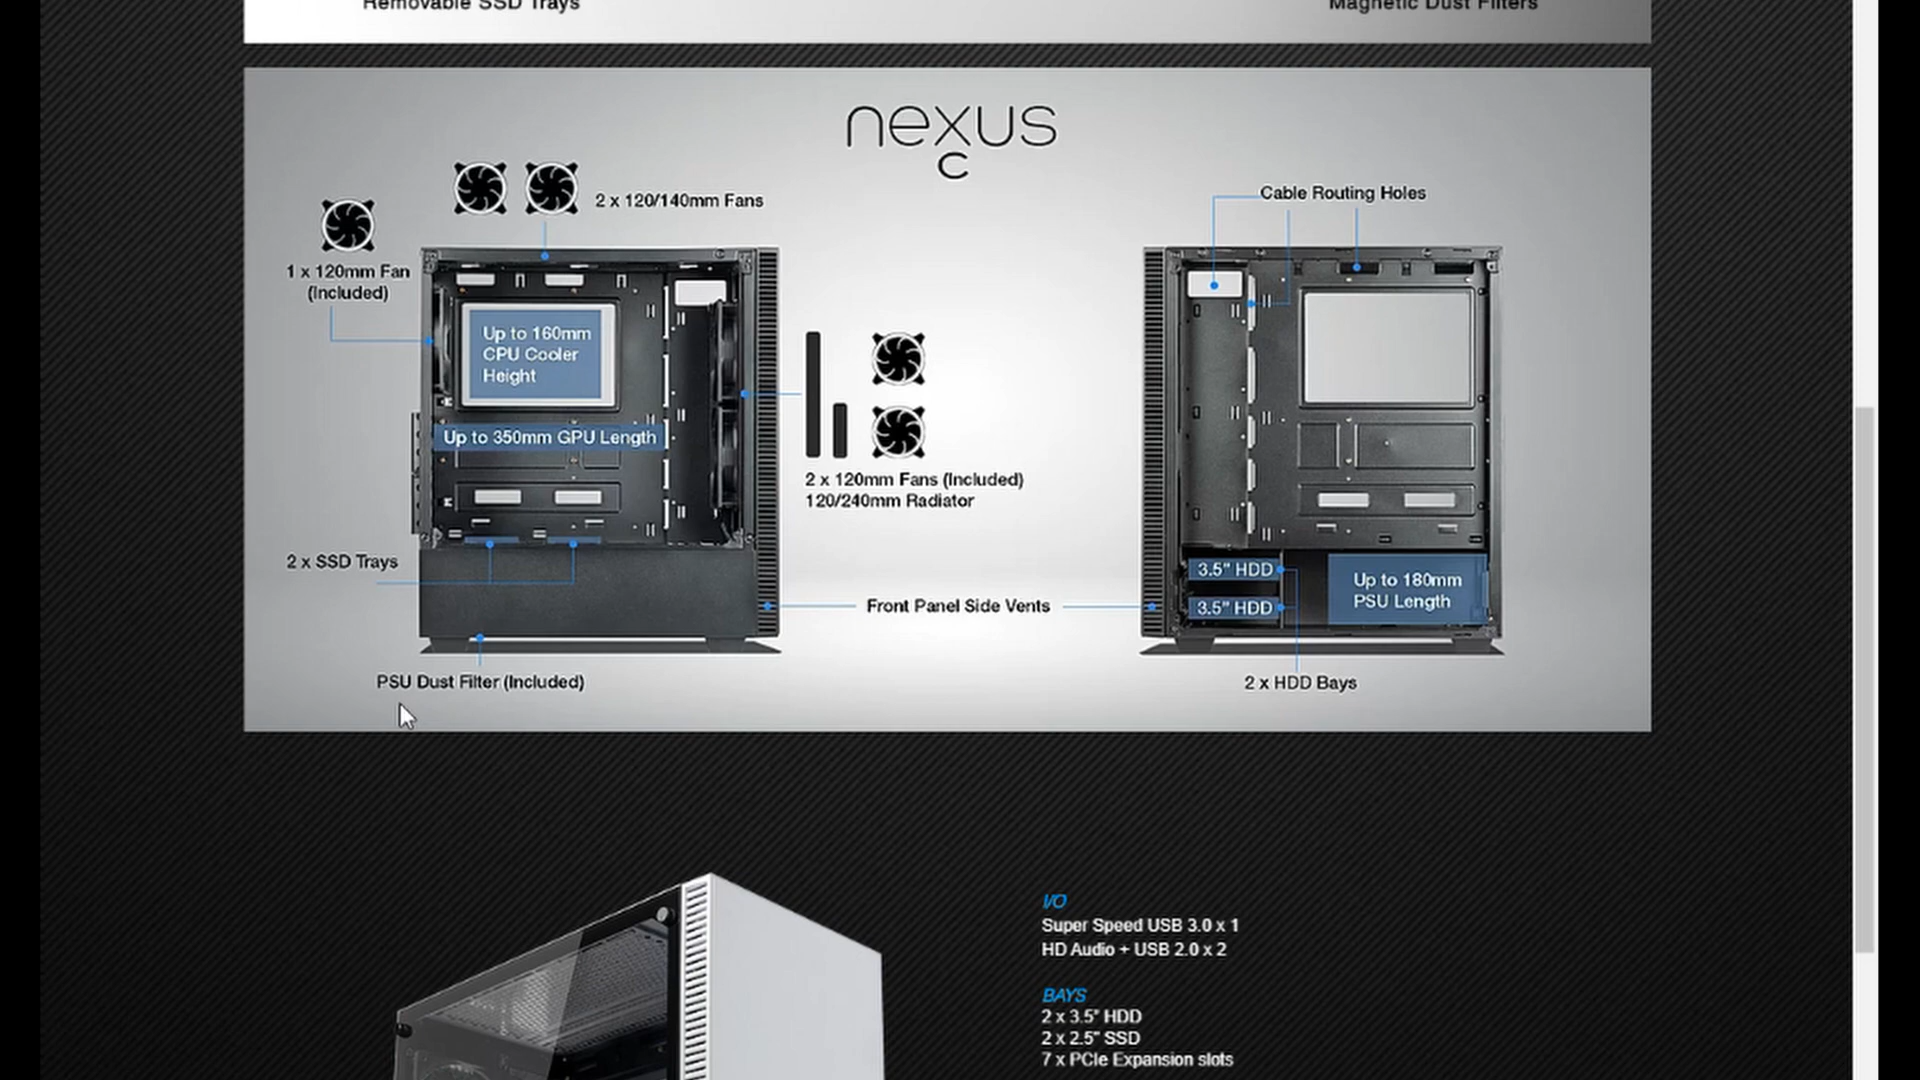 Removable SSD Trays
Magnetic Dust Filters
nexus
c
2 x 120/140mm Fans
Cable Routing Holes
1 x 120mm Fan
(Included)
Up to 160mm
CPU Cooler
Height
Up to 350mm GPU Length
2 x 120mm Fans (Included)
120/240mm Radiator
2 x SSD Trays
3.5" HDD
3.5" HDD
Up to 180mm
PSU Length
Front Panel Side Vents
PSU Dust Filter (Included)
2 x HDD Bays
I/O
Super Speed USB 3.0 x 1
HD Audio + USB 2.0 x 2
BAYS
2 x 3.5" HDD
2 x 2.5" SSD
7 x PCIe Expansion slots